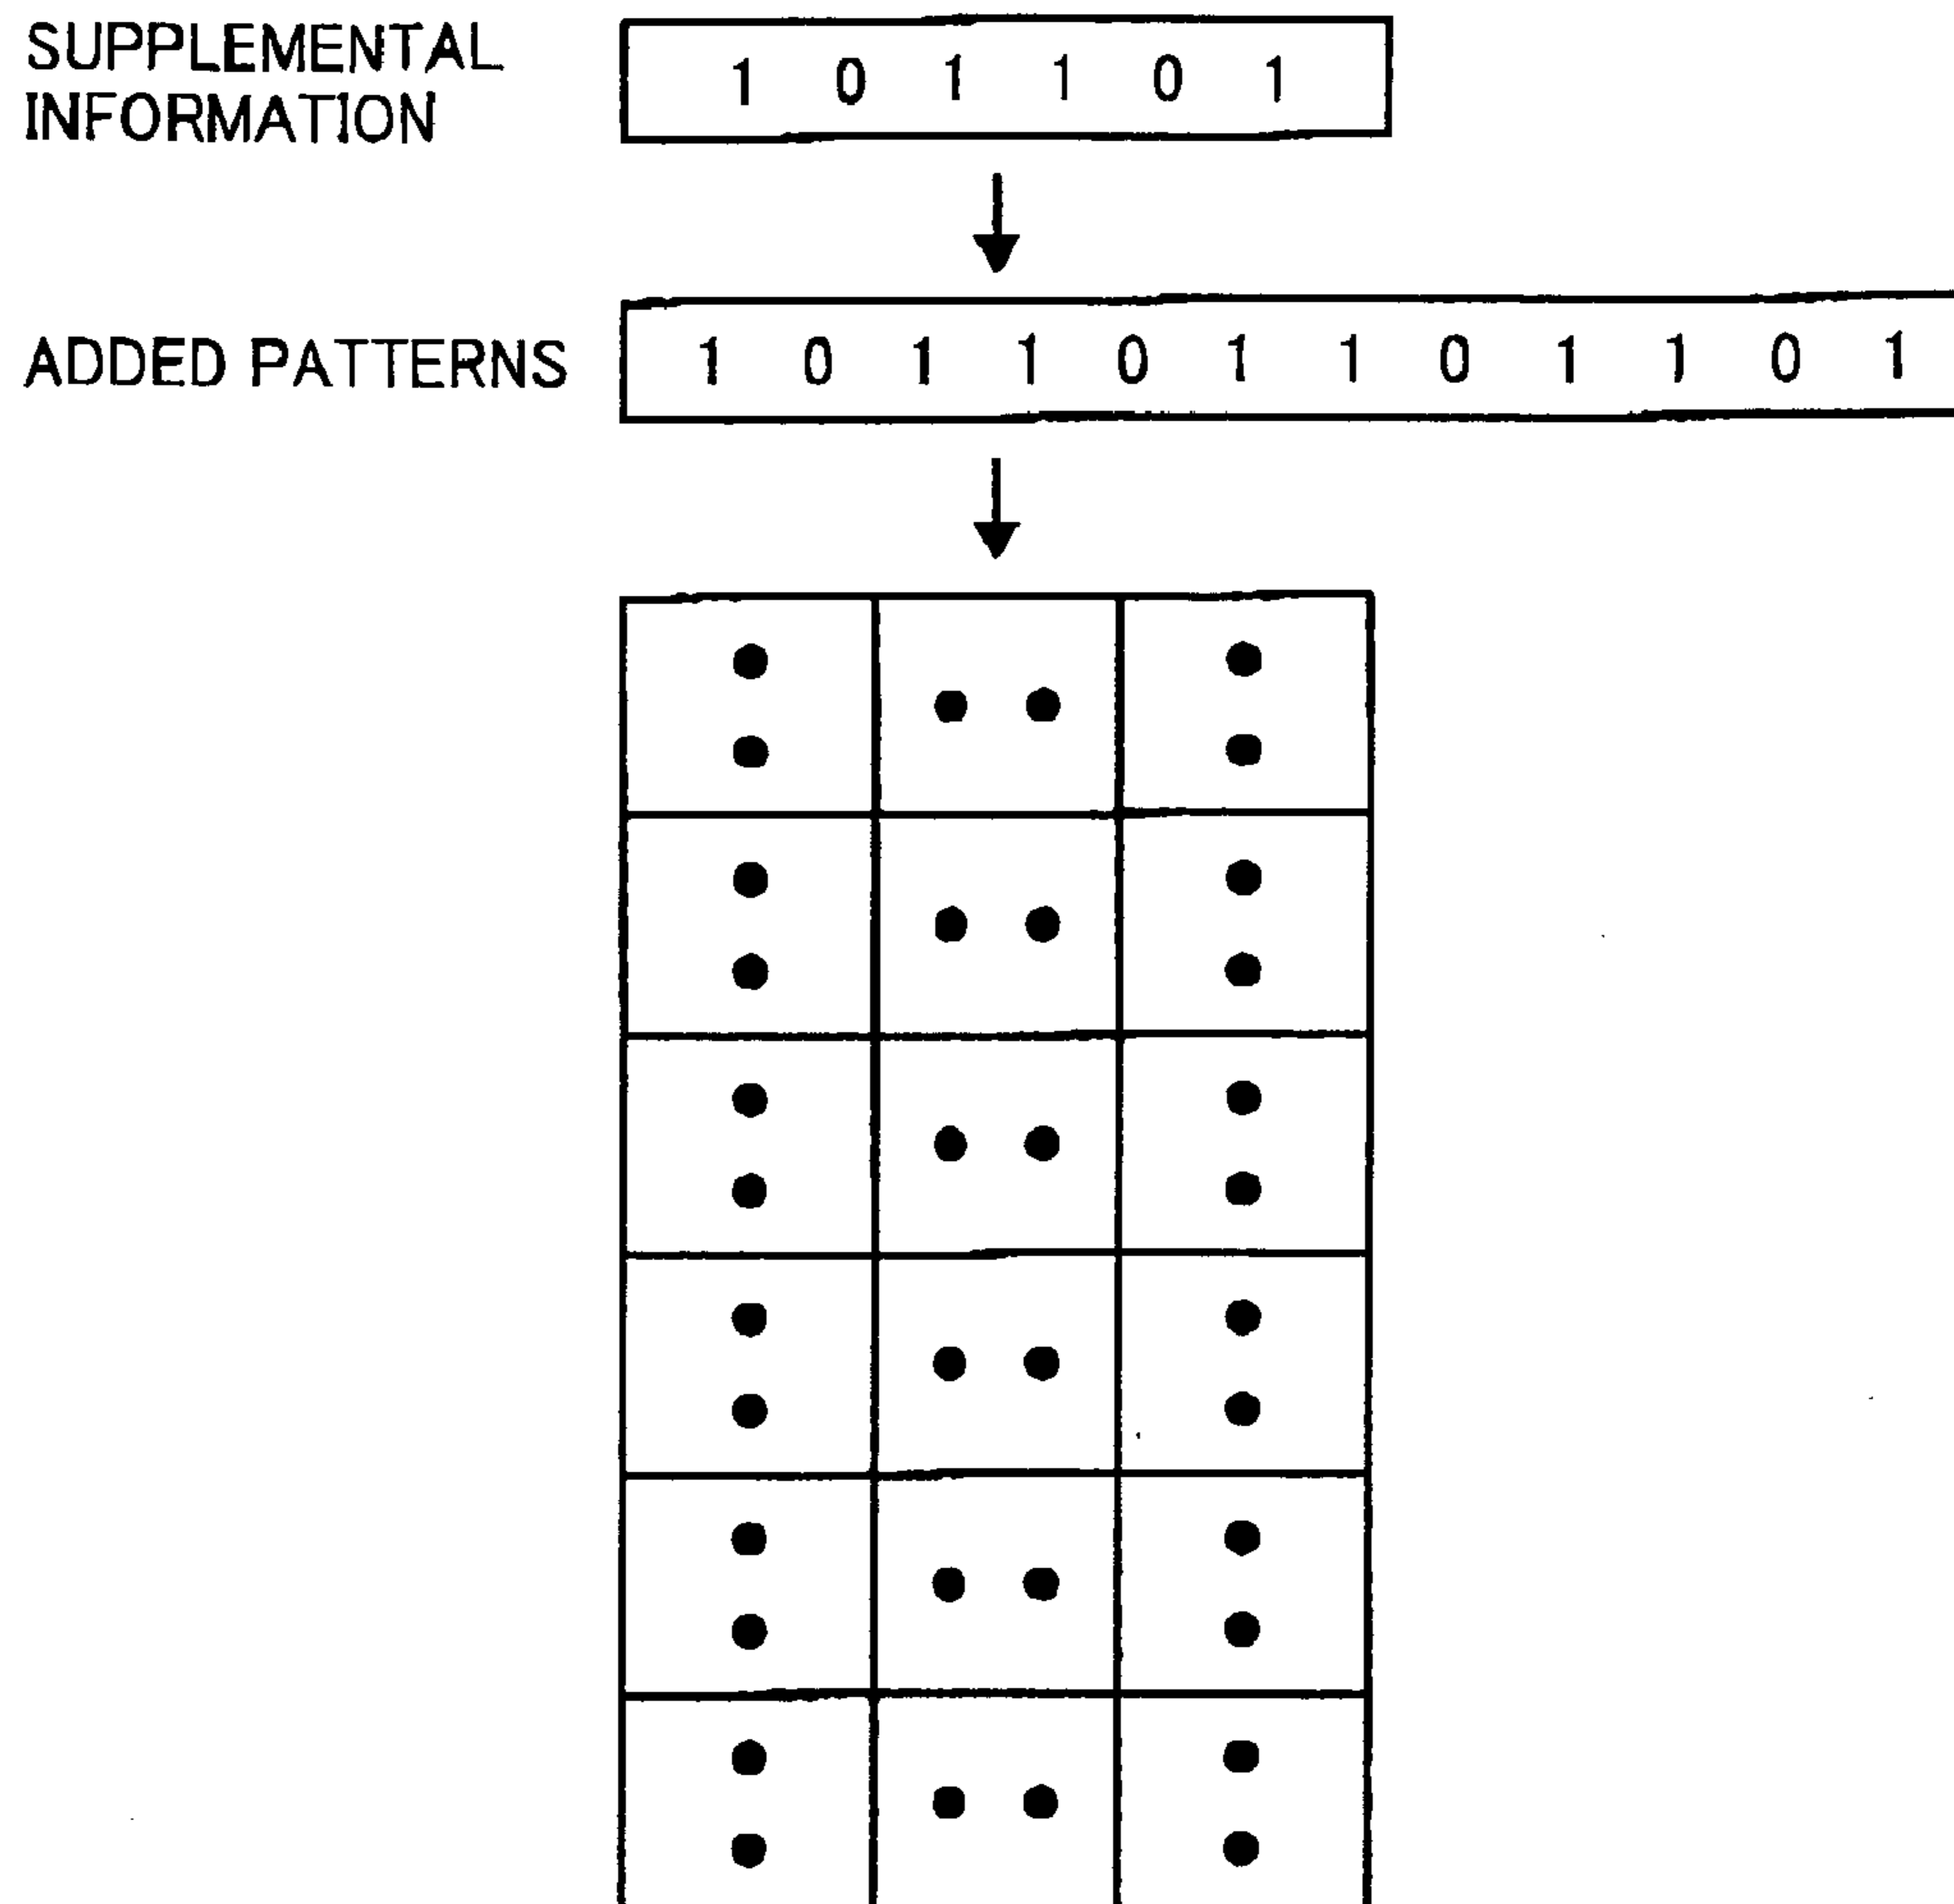 SUPPLEMENTAL
INFORMATION
1 0 1 1 0 1
ADDED PATTERNS
1 0 1 1 0 1 1 0 1 1 0 1